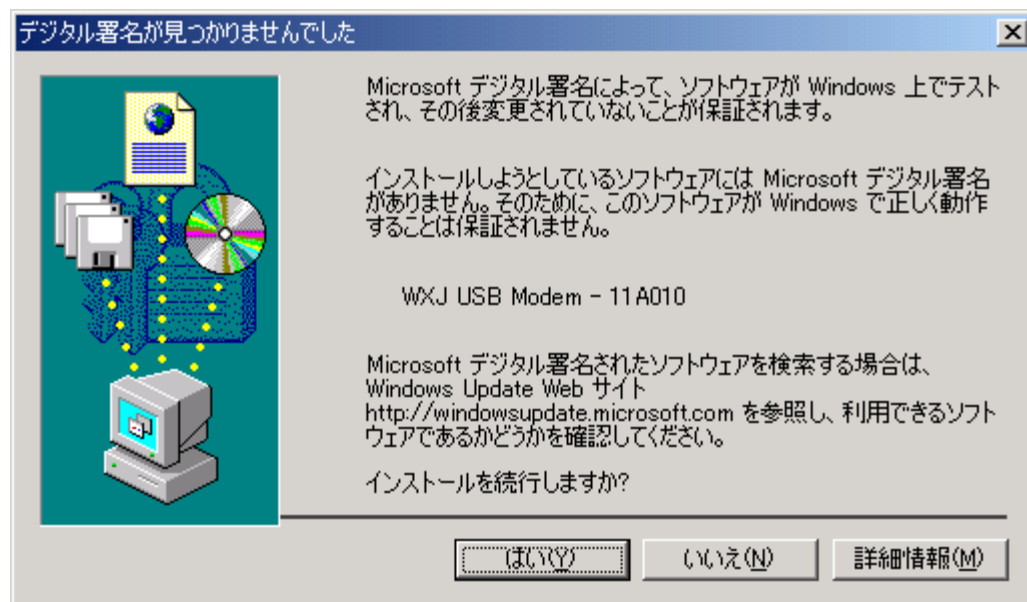 デジタル署名が見つかりませんでした
Microsoft デジタル署名によって、ソフトウェアが Windows 上でテスト
され、その後変更されていないことが保証されます。
インストールしようとしているソフトウェアには Microsoft デジタル署名
がありません。そのために、このソフトウェアが Windows で正しく動作
することは保証されません。
WXJ USB Modem - 11A010
Microsoft デジタル署名されたソフトウェアを検索する場合は、
Windows Update Web サイト
http://windowsupdate.microsoft.com を参照し、利用できるソフト
ウェアであるかどうかを確認してください。
インストールを続行しますか?
はい(Y) いいえ(N) 詳細情報(M)